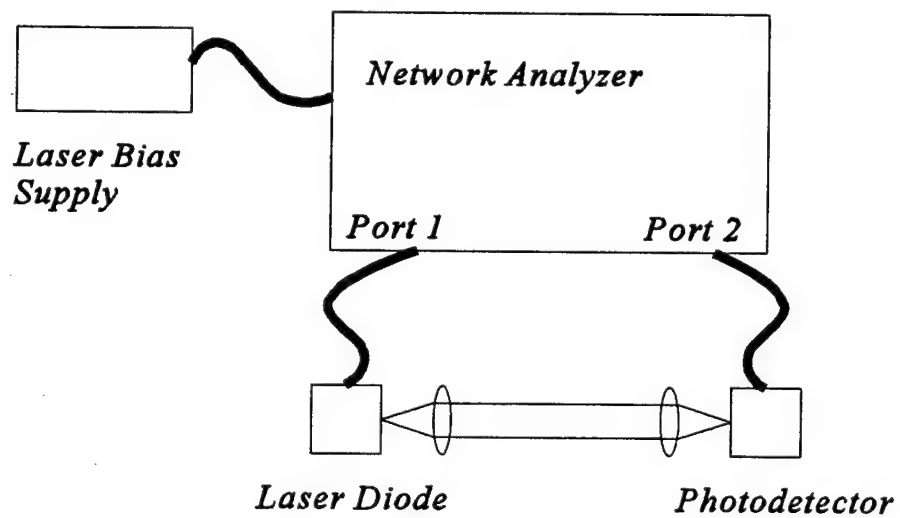 Network Analyzer
Laser Bias
Supply
Port 1
Port 2
Laser Diode
Photodetector